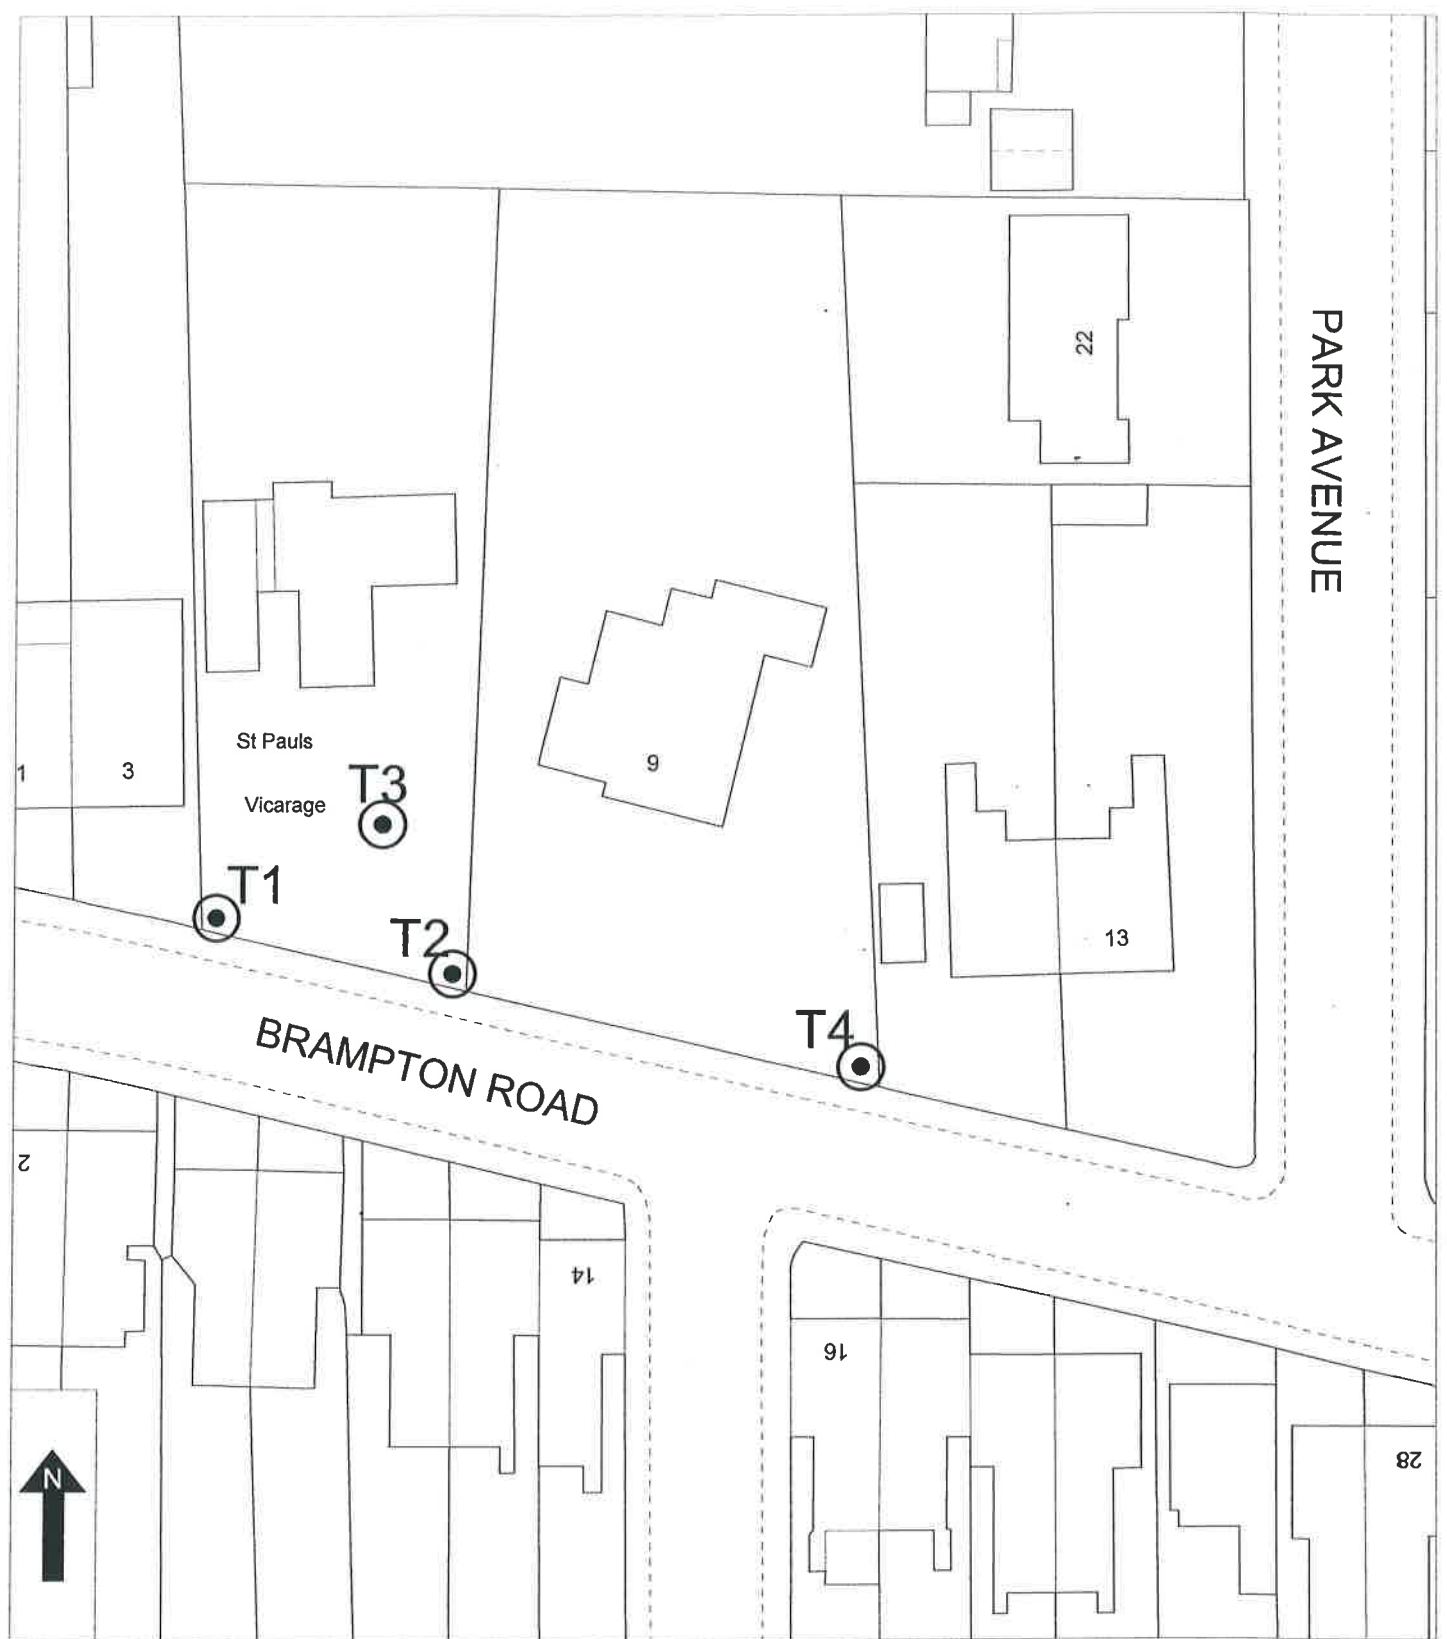 22
PARK AVENUE
St Pauls
1
3
T3
9
Vicarage
T1
T2
13
T4
BRAMPTON ROAD
2
14
16
28
N